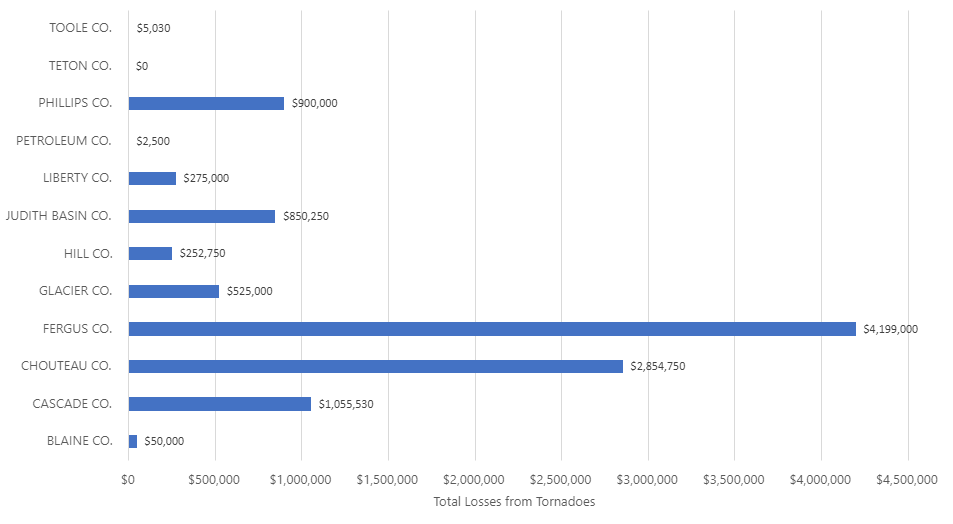 TOOLE CO. $5,030
TETON CO. $0
PHILLIPS CO. $900,000
PETROLEUM CO. $2,500
LIBERTY CO. $275,000
JUDITH BASIN CO. $850,250
HILL CO. $252,750
GLACIER CO. $525,000
FERGUS CO. $4,199,000
CHOUTEAU CO. $2,854,750
CASCADE CO. $1,055,530
BLAINE CO. $50,000
$0 $500,000 $1,000,000 $1,500,000 $2,000,000 $2,500,000 $3,000,000 $3,500,000 $4,000,000 $4,500,000
Total Losses from Tornadoes